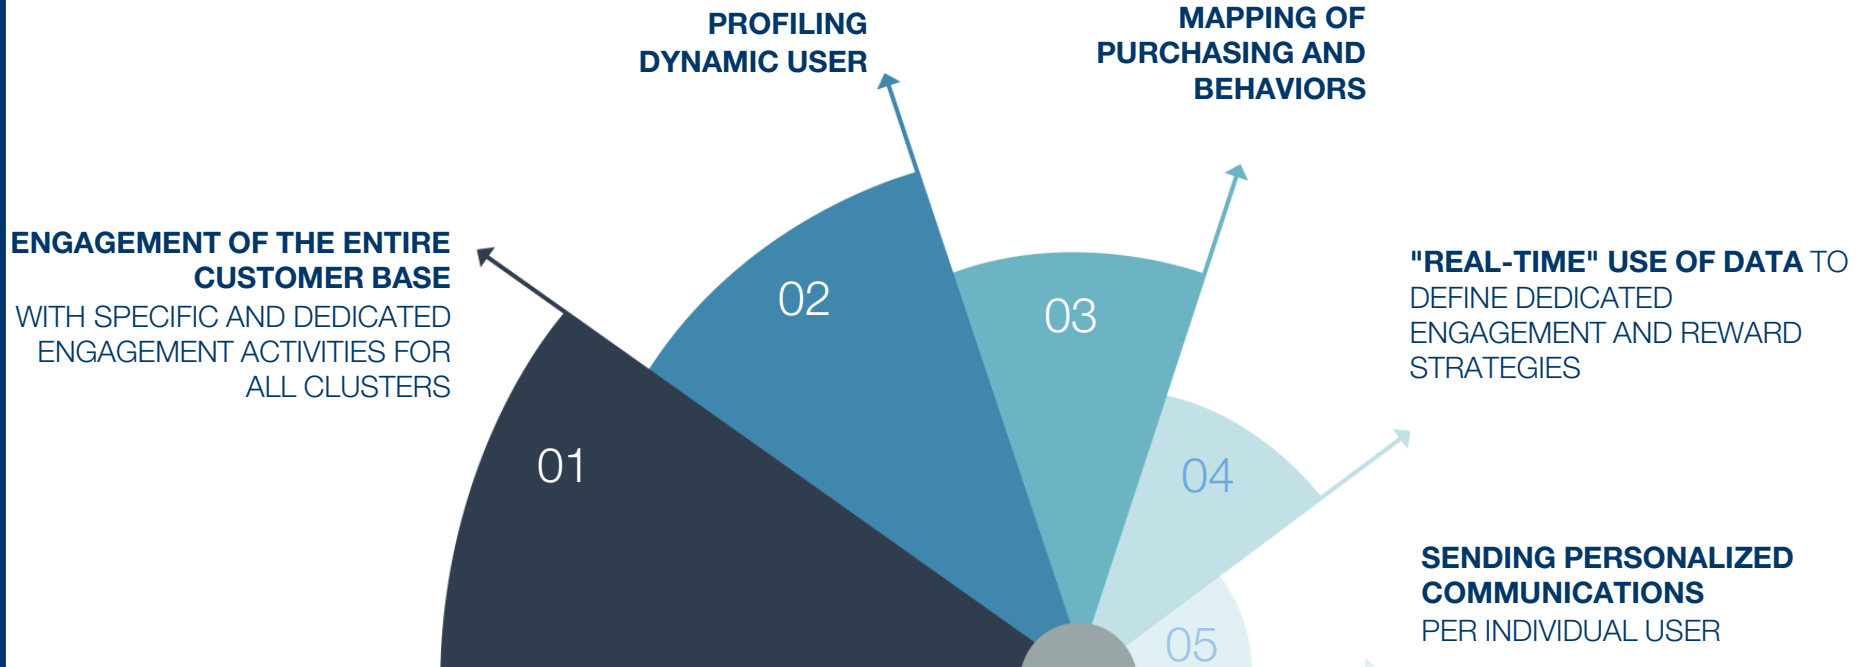 PROFILING
DYNAMIC USER
MAPPING OF
PURCHASING AND
BEHAVIORS
ENGAGEMENT OF THE ENTIRE
CUSTOMER BASE
WITH SPECIFIC AND DEDICATED
ENGAGEMENT ACTIVITIES FOR
ALL CLUSTERS
"REAL-TIME" USE OF DATA TO
DEFINE DEDICATED
ENGAGEMENT AND REWARD
STRATEGIES
01
02
03
04
05
SENDING PERSONALIZED
COMMUNICATIONS
PER INDIVIDUAL USER